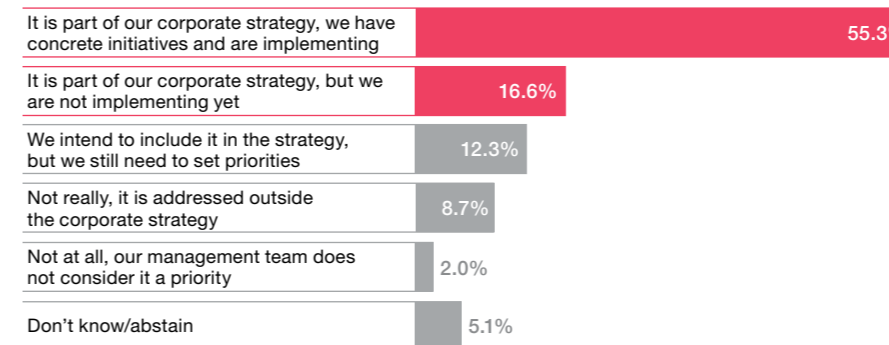 It is part of our corporate strategy, we have
concrete initiatives and are implementing
55.3
It is part of our corporate strategy, but we
are not implementing yet
16.6%
We intend to include it in the strategy,
but we still need to set priorities
12.3%
Not really, it is addressed outside
the corporate strategy
8.7%
Not at all, our management team does
not consider it a priority
2.0%
Don’t know/abstain
5.1%